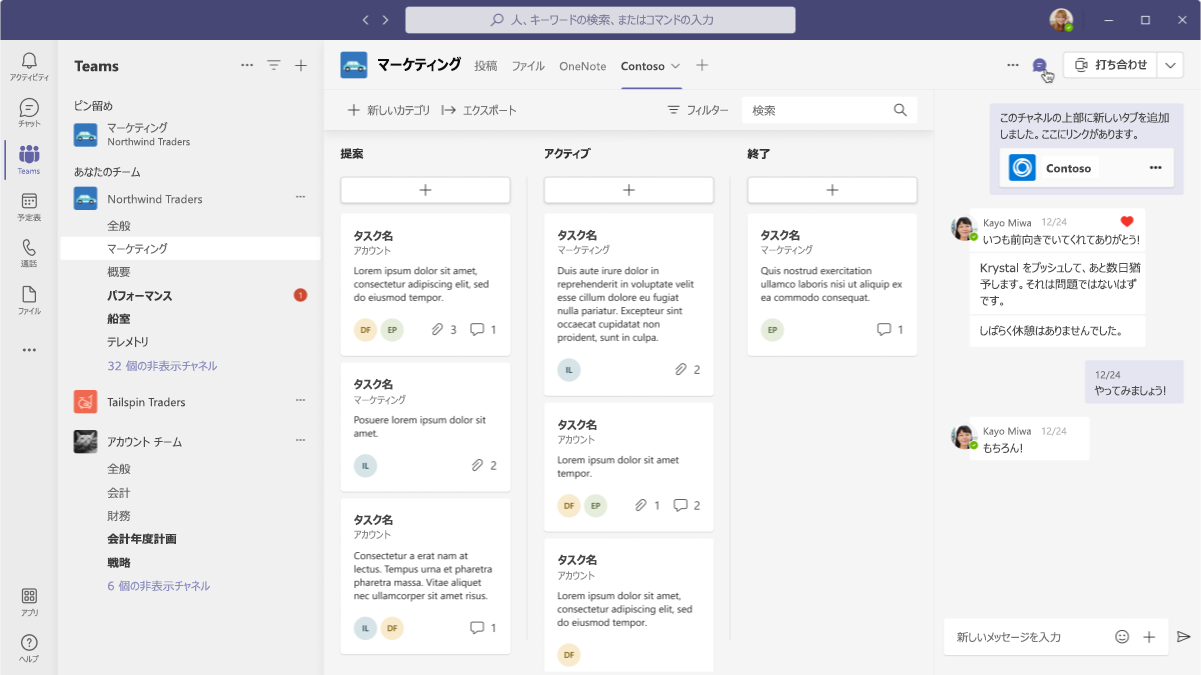 人、キーワードの検索、またはコマンドの入力
アクティビティ
チャット
Teams
予定表
通話
ファイル
アプリ
ヘルプ
Teams
ピン留め
マーケティング
Northwind Traders
あなたのチーム
Northwind Traders
全般
マーケティング
概要
パフォーマンス
1
船室
テレメトリ
32 個の非表示チャネル
Tailspin Traders
アカウント チーム
全般
会計
財務
会計年度計画
戦略
6 個の非表示チャネル
マーケティング 投稿 ファイル OneNote Contoso
打ち合わせ
新しいカテゴリ エクスポート フィルター 検索
提案
タスク名
アカウント
Lorem ipsum dolor sit amet,
consectetur adipiscing elit, sed
do eiusmod tempor.
DF EP 3 1
タスク名
マーケティング
Posuere lorem ipsum dolor sit
amet.
IL 2
タスク名
アカウント
Consectetur a erat nam at
lectus. Tempus urna et pharetra
pharetra massa. Vitae aliquet
nec ullamcorper sit amet risus.
IL DF 1
アクティブ
タスク名
マーケティング
Duis aute irure dolor in
reprehenderit in voluptate velit
esse cillum dolore eu fugiat
nulla pariatur. Excepteur sint
occaecat cupidatat non
proident, sunt in culpa.
IL 2
タスク名
アカウント
Lorem ipsum dolor sit amet
tempor.
DF EP 1 2
タスク名
アカウント
Lorem ipsum dolor sit amet,
consectetur adipiscing elit, sed
do eiusmod tempor.
DF
終了
タスク名
マーケティング
Quis nostrud exercitation
ullamco laboris nisi ut aliquip ex
ea commodo consequat.
EP 1
このチャネルの上部に新しいタブを追加
しました。ここにリンクがあります。
Contoso
Kayo Miwa 12/24
いつも前向きでいてくれてありがとう!
Krystal をプッシュして、あと数日猶
予します。それは問題ではないはず
です。
しばらく休憩はありませんでした。
12/24
やってみましょう!
Kayo Miwa 12/24
もちろん!
新しいメッセージを入力